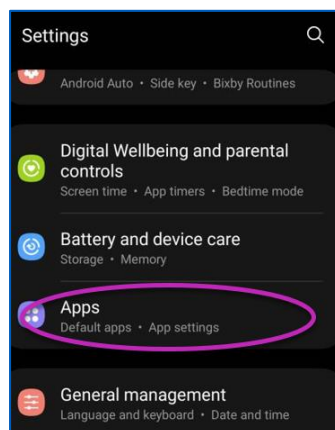 Settings
Android Auto • Side key • Bixby Routines
Digital Wellbeing and parental
controls
Screen time • App timers • Bedtime mode
Battery and device care
Storage • Memory
Apps
Default apps • App settings
General management
Language and keyboard • Date and time